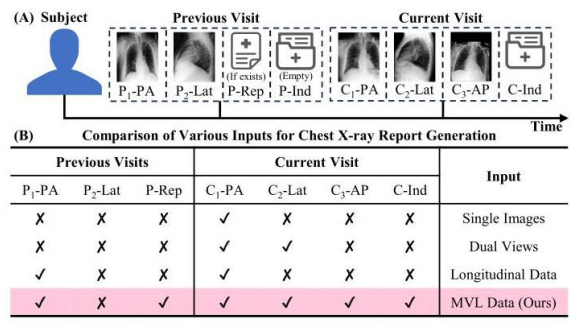 (A) Subject Previous Visit Current Visit
(If exists) (Empty)
P₁-PA P₂-Lat P-Rep P-Ind C₁-PA C₂-Lat C₃-AP C-Ind
Time
(B) Comparison of Various Inputs for Chest X-ray Report Generation
Previous Visits Current Visit Input
P₁-PA P₂-Lat P-Rep C₁-PA C₂-Lat C₃-AP C-Ind
✗ ✗ ✗ ✓ ✗ ✗ ✗ Single Images
✗ ✗ ✗ ✓ ✓ ✗ ✗ Dual Views
✓ ✗ ✗ ✓ ✗ ✗ ✗ Longitudinal Data
✓ ✗ ✓ ✓ ✓ ✓ ✓ MVL Data (Ours)